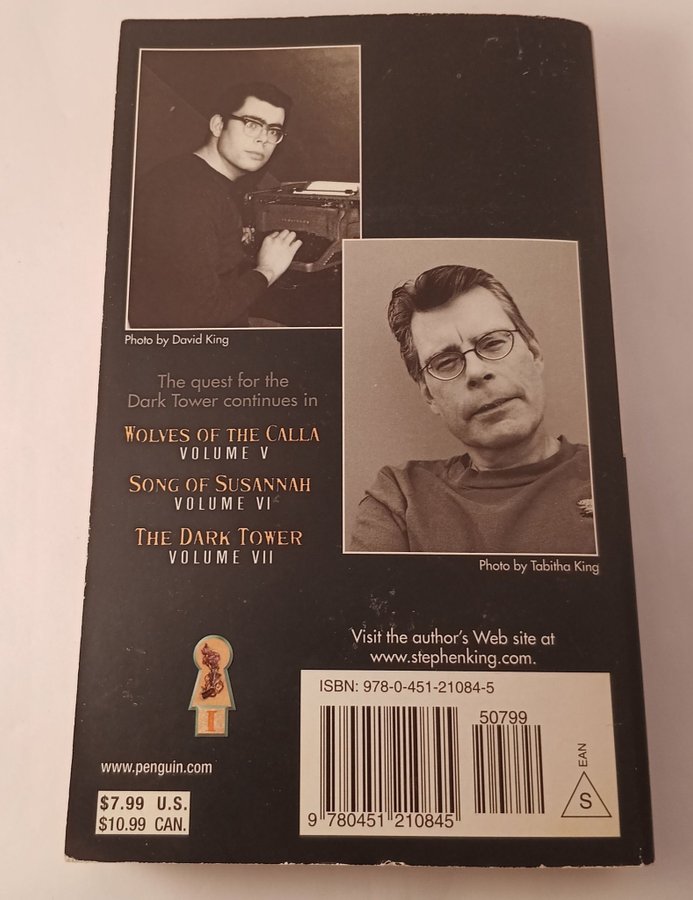 Photo by David King
The quest for the
Dark Tower continues in
WOLVES OF THE CALLA
VOLUME V
SONG OF SUSANNAH
VOLUME VI
THE DARK TOWER
VOLUME VII
Photo by Tabitha King
Visit the author's Web site at
www.stephenking.com.
I
www.penguin.com
$7.99 U.S.
$10.99 CAN.
ISBN: 978-0-451-21084-5
50799
9 780451 210845
EAN
S